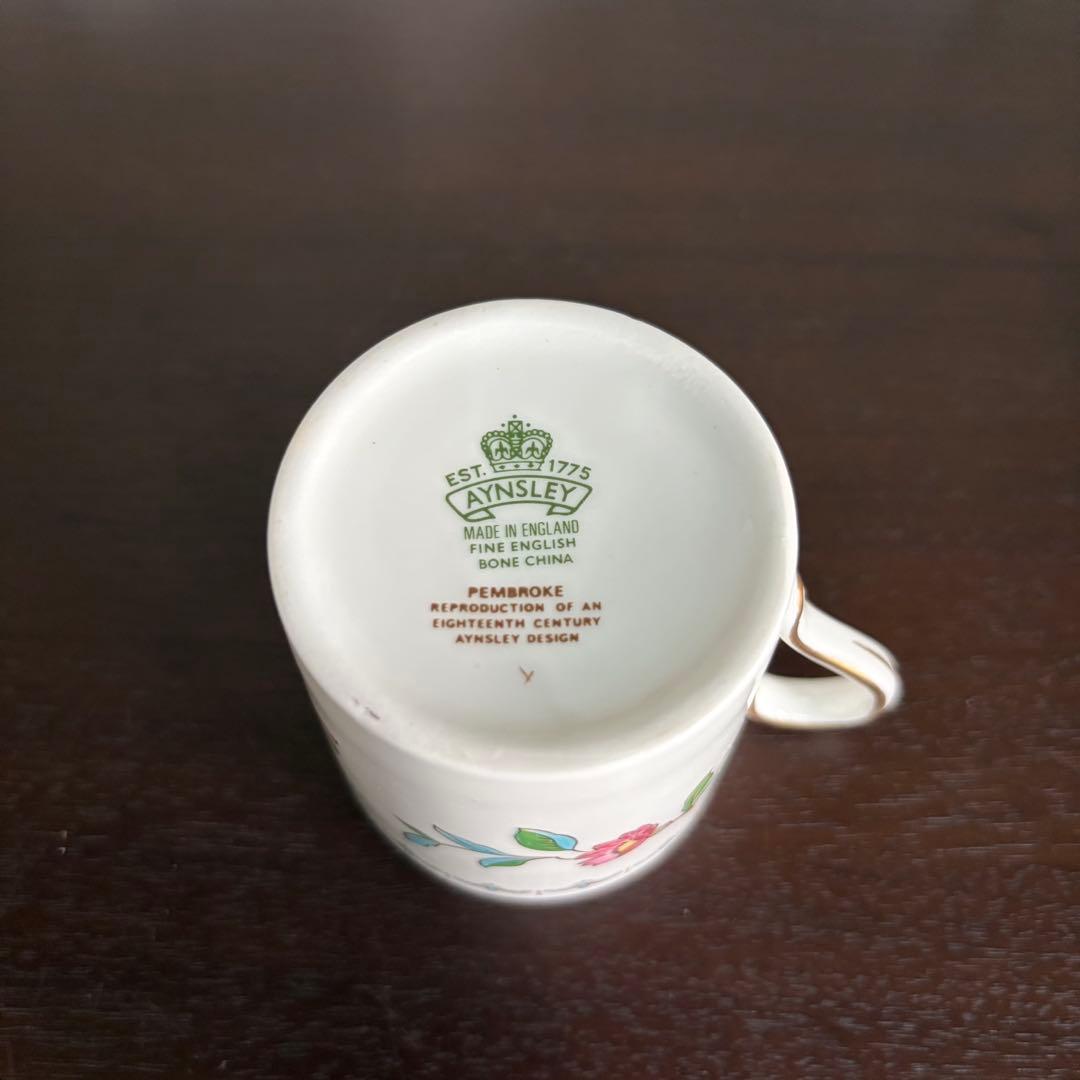 EST. 1775
AYNSLEY
MADE IN ENGLAND
FINE ENGLISH
BONE CHINA
PEMBROKE
REPRODUCTION OF AN
EIGHTEENTH CENTURY
AYNSLEY DESIGN
Y